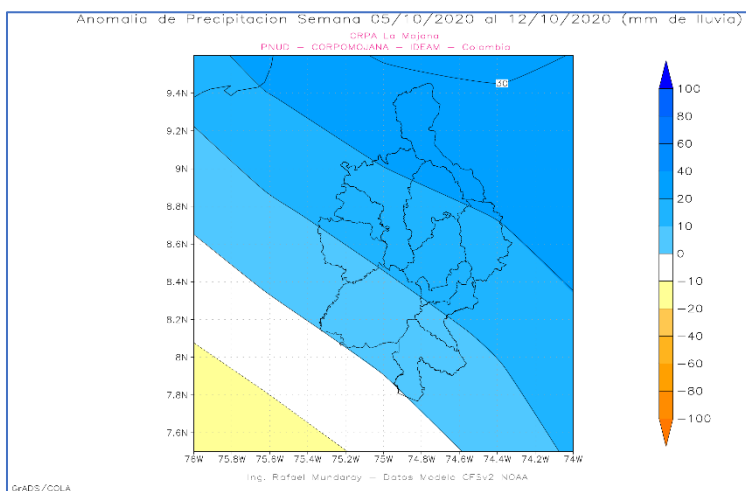 Anomalia de Precipitacion Semana 05/10/2020 al 12/10/2020 (mm de lluvia)
CRPA La Mojana
PNUD – CORPOMOJANA – IDEAM – Colombia
30
9.4N
9.2N
9N
8.8N
8.6N
8.4N
8.2N
8N
7.8N
7.6N
76W 75.8W 75.6W 75.4W 75.2W 75W 74.8W 74.6W 74.4W 74.2W 74W
100
80
60
40
20
10
0
−10
−20
−40
−60
−80
−100
Ing. Rafael Mundaray – Datos Modelo CFSv2 NOAA
GrADS/COLA